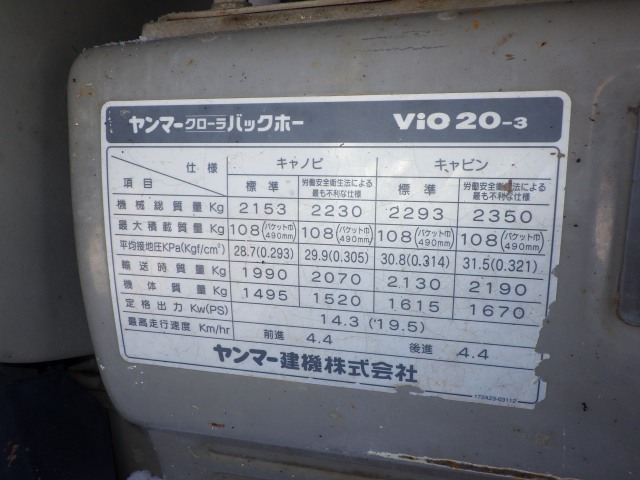 ヤンマークローラバックホー ViO 20-3
仕様 キャノピ キャビン
項目 標準 労働安全衛生法による最も不利な仕様 標準 労働安全衛生法による最も不利な仕様
機械総質量 Kg 2153 2230 2293 2350
最大積載質量 Kg 108(バケット巾490mm) 108(バケット巾490mm) 108(バケット巾490mm) 108(バケット巾490mm)
平均接地圧KPa(Kgf/cm²) 28.7(0.293) 29.9(0.305) 30.8(0.314) 31.5(0.321)
輸送時質量 Kg 1990 2070 2130 2190
機体質量 Kg 1495 1520 1615 1670
定格出力 Kw(PS) 14.3 ('19.5)
最高走行速度 Km/hr 前進 4.4 後進 4.4
ヤンマー建機株式会社
172A29-03112